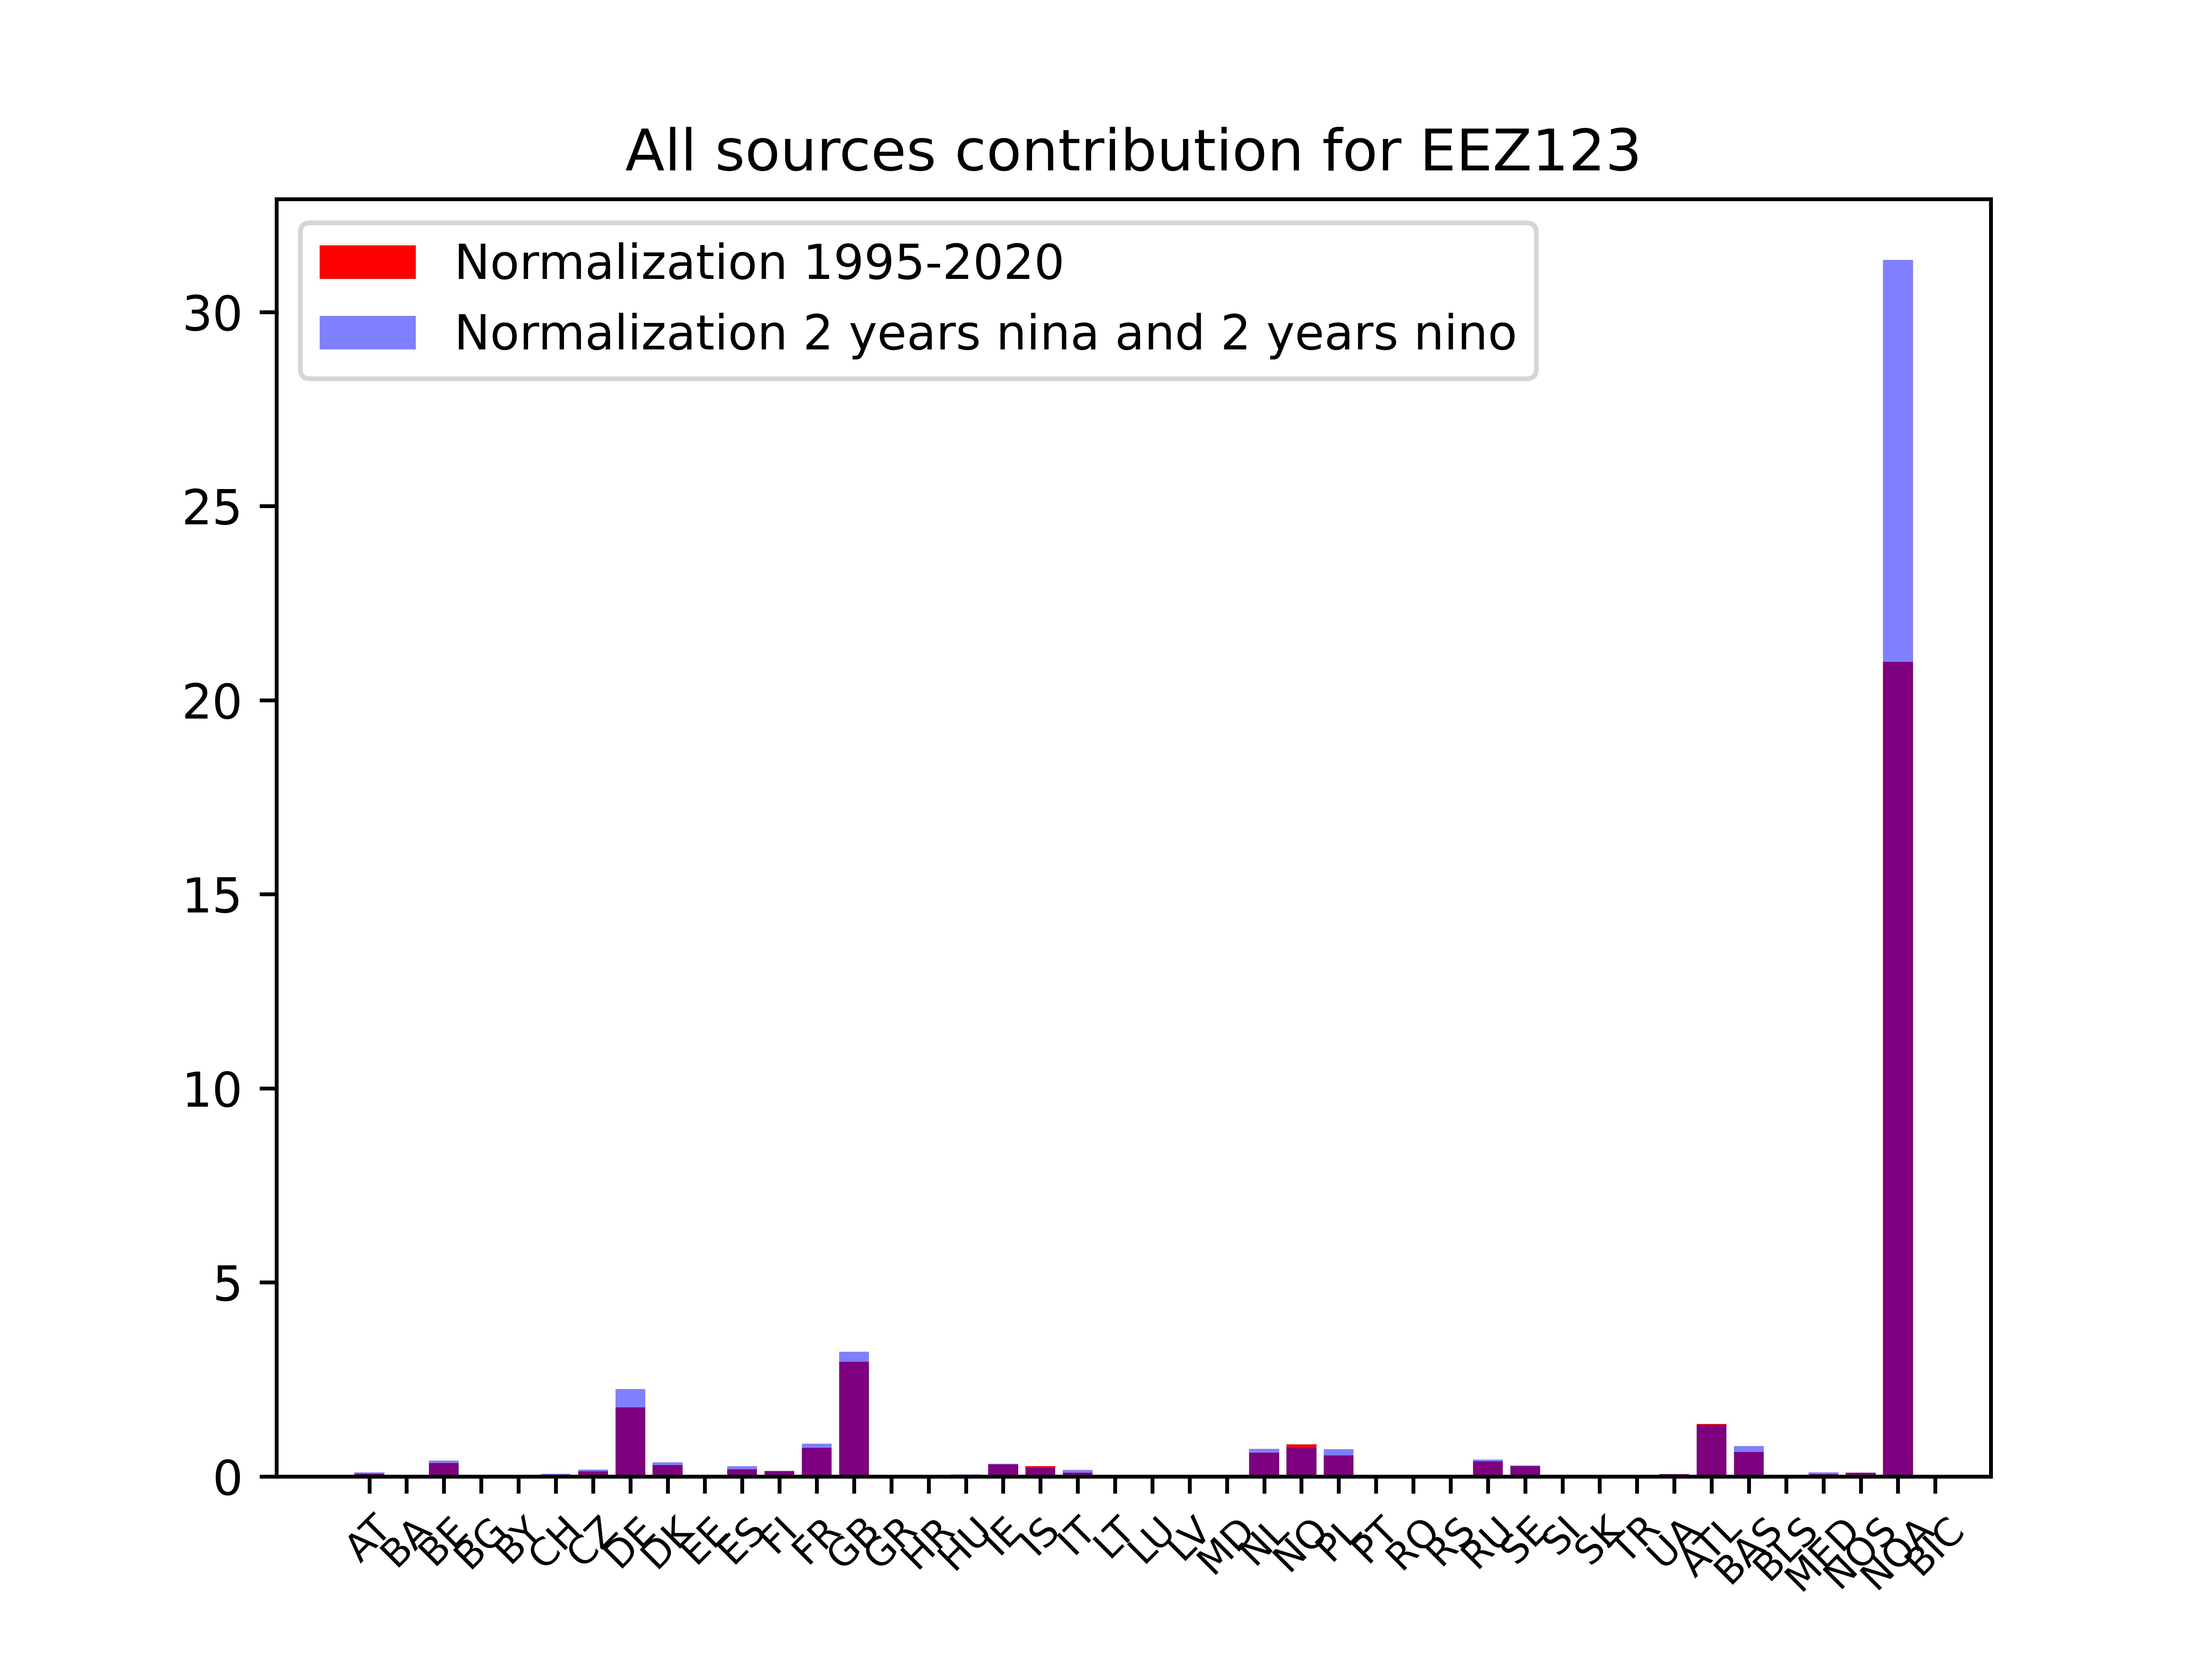 All sources contribution for EEZ123
Normalization 1995-2020
Normalization 2 years nina and 2 years nino
30
25
20
15
10
5
0
AT BA BE BG BY CH CZ DE DK EE ES FI FR GB GR HR HU IE IS IT LT LU LV MD NL NO PL PT RO RS RU SE SI SK TR UA ATL BAS BLS MED NOS NOA BIC